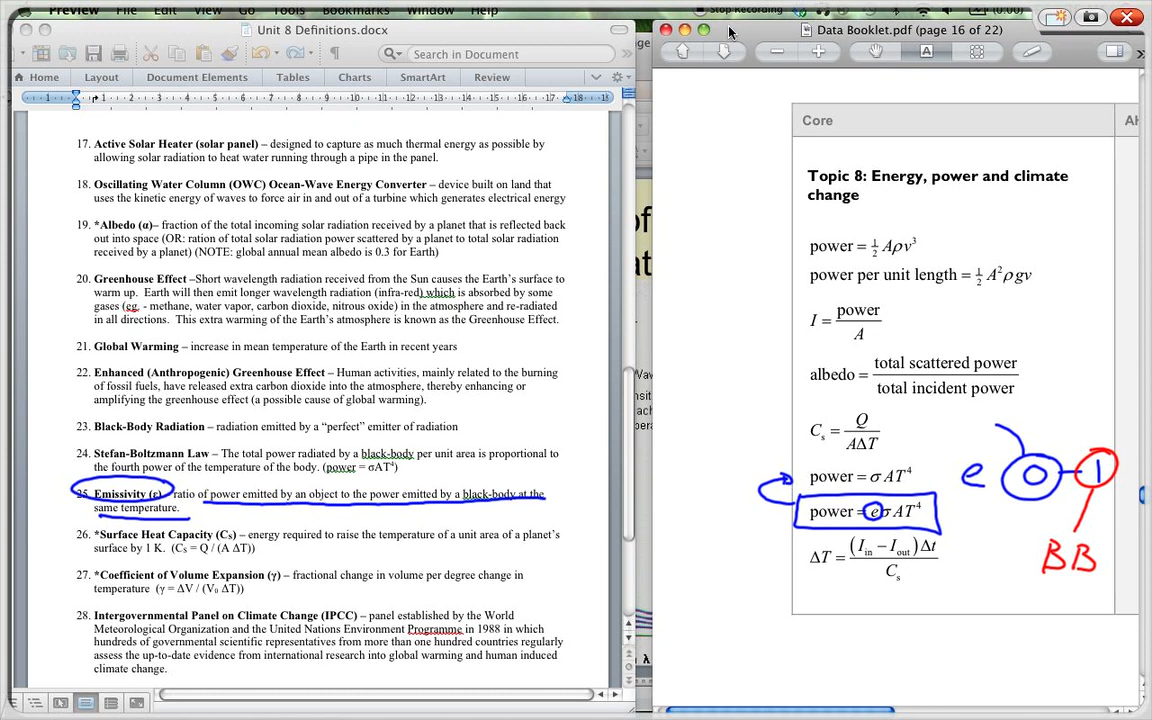 Preview File Edit View Go Tools Bookmarks Window Help
Stop Recording
(0:00)
Unit 8 Definitions.docx
Search in Document
Home Layout Document Elements Tables Charts SmartArt Review
1 1 2 3 4 5 6 7 8 9 10 11 12 13 14 15 16 17 18
17. Active Solar Heater (solar panel) – designed to capture as much thermal energy as possible by
allowing solar radiation to heat water running through a pipe in the panel.
18. Oscillating Water Column (OWC) Ocean-Wave Energy Converter – device built on land that
uses the kinetic energy of waves to force air in and out of a turbine which generates electrical energy
19. *Albedo (α)– fraction of the total incoming solar radiation received by a planet that is reflected back
out into space (OR: ration of total solar radiation power scattered by a planet to total solar radiation
received by a planet) (NOTE: global annual mean albedo is 0.3 for Earth)
20. Greenhouse Effect –Short wavelength radiation received from the Sun causes the Earth's surface to
warm up. Earth will then emit longer wavelength radiation (infra-red) which is absorbed by some
gases (eg. - methane, water vapor, carbon dioxide, nitrous oxide) in the atmosphere and re-radiated
in all directions. This extra warming of the Earth's atmosphere is known as the Greenhouse Effect.
21. Global Warming – increase in mean temperature of the Earth in recent years
22. Enhanced (Anthropogenic) Greenhouse Effect – Human activities, mainly related to the burning
of fossil fuels, have released extra carbon dioxide into the atmosphere, thereby enhancing or
amplifying the greenhouse effect (a possible cause of global warming).
23. Black-Body Radiation – radiation emitted by a "perfect" emitter of radiation
24. Stefan-Boltzmann Law – The total power radiated by a black-body per unit area is proportional to
the fourth power of the temperature of the body. (power = σAT⁴)
25. Emissivity (ε) – ratio of power emitted by an object to the power emitted by a black-body at the
same temperature.
26. *Surface Heat Capacity (Cs) – energy required to raise the temperature of a unit area of a planet's
surface by 1 K. (Cs = Q / (A ΔT))
27. *Coefficient of Volume Expansion (γ) – fractional change in volume per degree change in
temperature (γ = ΔV / (V₀ ΔT))
28. Intergovernmental Panel on Climate Change (IPCC) – panel established by the World
Meteorological Organization and the United Nations Environment Programme in 1988 in which
hundreds of governmental scientific representatives from more than one hundred countries regularly
assess the up-to-date evidence from international research into global warming and human induced
climate change.
Data Booklet.pdf (page 16 of 22)
Core
Topic 8: Energy, power and climate
change
power = ½ Aρv³
power per unit length = ½ A²ρgv
I = power / A
albedo = total scattered power / total incident power
Cs = Q / AΔT
power = σAT⁴
power = eσAT⁴
ΔT = (Iin − Iout)Δt / Cs
e 0 - 1
BB